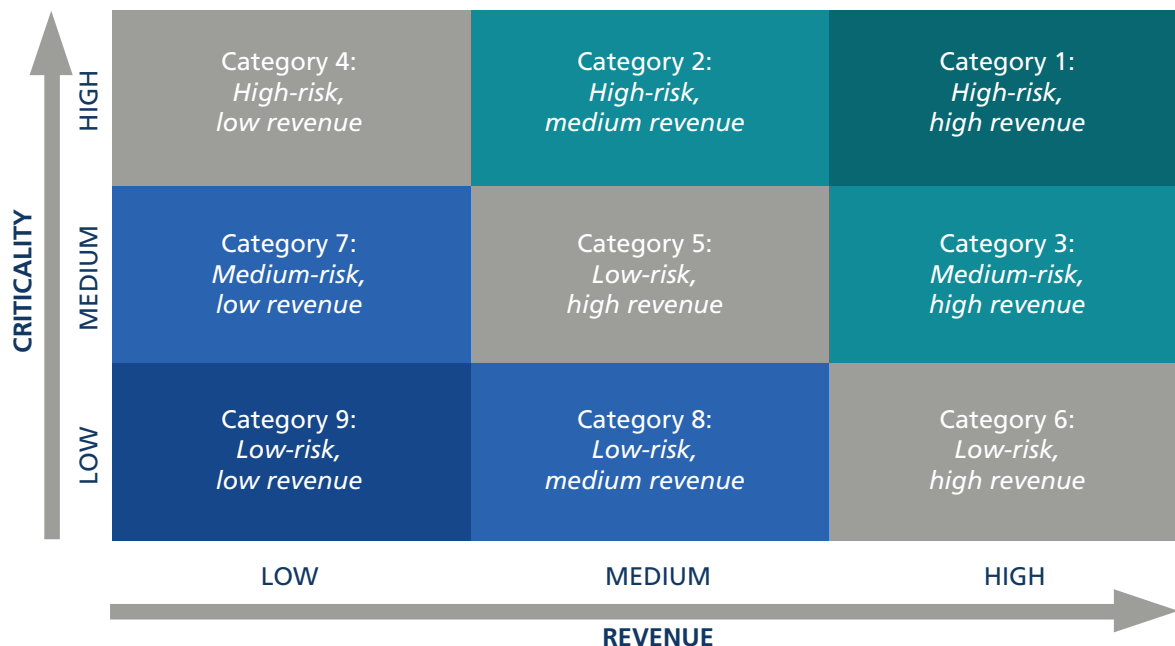 CRITICALITY
HIGH
Category 4:
High-risk,
low revenue
Category 2:
High-risk,
medium revenue
Category 1:
High-risk,
high revenue
MEDIUM
Category 7:
Medium-risk,
low revenue
Category 5:
Low-risk,
high revenue
Category 3:
Medium-risk,
high revenue
LOW
Category 9:
Low-risk,
low revenue
Category 8:
Low-risk,
medium revenue
Category 6:
Low-risk,
high revenue
LOW
MEDIUM
HIGH
REVENUE